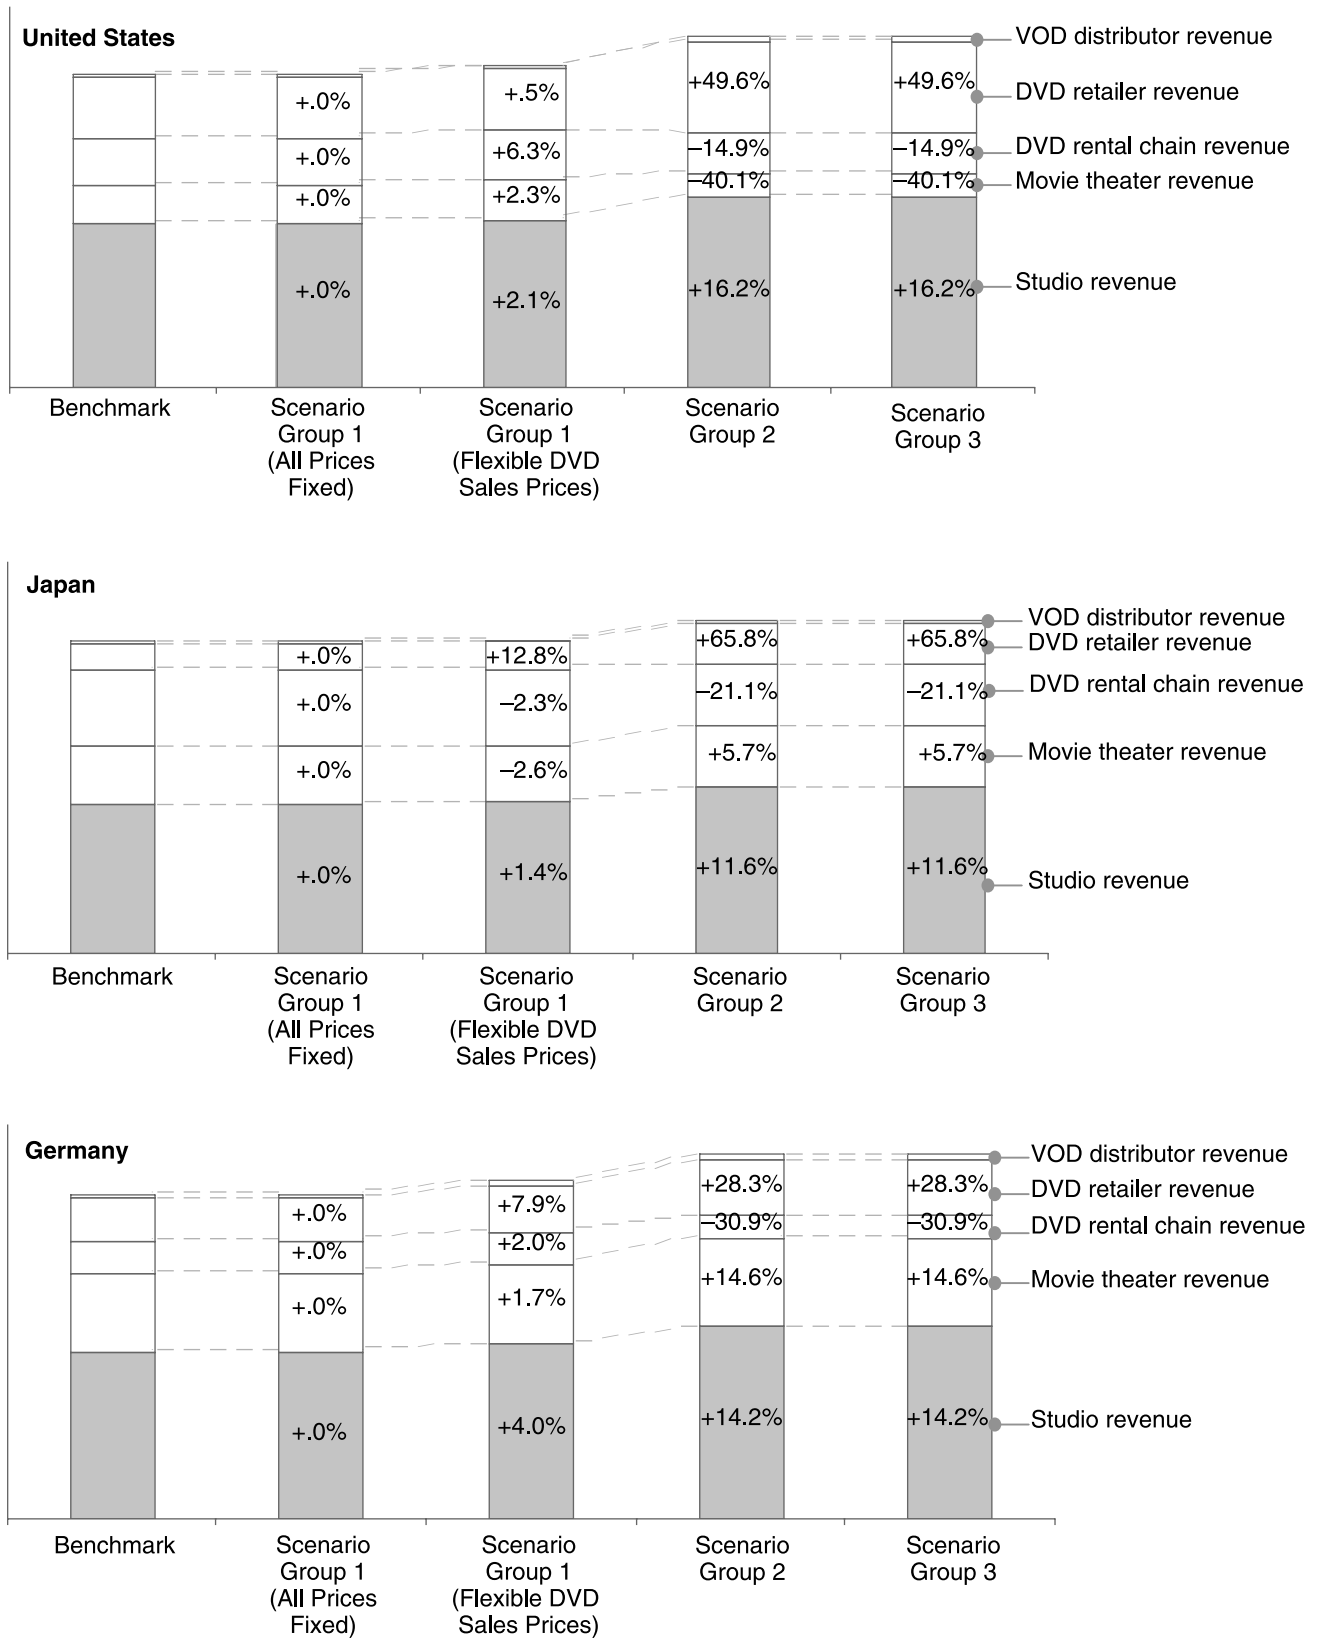 United States
VOD distributor revenue
+.0%
+.5%
+49.6%
+49.6%
DVD retailer revenue
+.0%
+6.3%
–14.9%
–14.9%
DVD rental chain revenue
+.0%
+2.3%
–40.1%
–40.1%
Movie theater revenue
+.0%
+2.1%
+16.2%
+16.2%
Studio revenue
Benchmark
Scenario
Group 1
(All Prices
Fixed)
Scenario
Group 1
(Flexible DVD
Sales Prices)
Scenario
Group 2
Scenario
Group 3
Japan
VOD distributor revenue
+.0%
+12.8%
+65.8%
+65.8%
DVD retailer revenue
+.0%
–2.3%
–21.1%
–21.1%
DVD rental chain revenue
+.0%
–2.6%
+5.7%
+5.7%
Movie theater revenue
+.0%
+1.4%
+11.6%
+11.6%
Studio revenue
Benchmark
Scenario
Group 1
(All Prices
Fixed)
Scenario
Group 1
(Flexible DVD
Sales Prices)
Scenario
Group 2
Scenario
Group 3
Germany
VOD distributor revenue
+.0%
+7.9%
+28.3%
+28.3%
DVD retailer revenue
+.0%
+2.0%
–30.9%
–30.9%
DVD rental chain revenue
+.0%
+1.7%
+14.6%
+14.6%
Movie theater revenue
+.0%
+4.0%
+14.2%
+14.2%
Studio revenue
Benchmark
Scenario
Group 1
(All Prices
Fixed)
Scenario
Group 1
(Flexible DVD
Sales Prices)
Scenario
Group 2
Scenario
Group 3